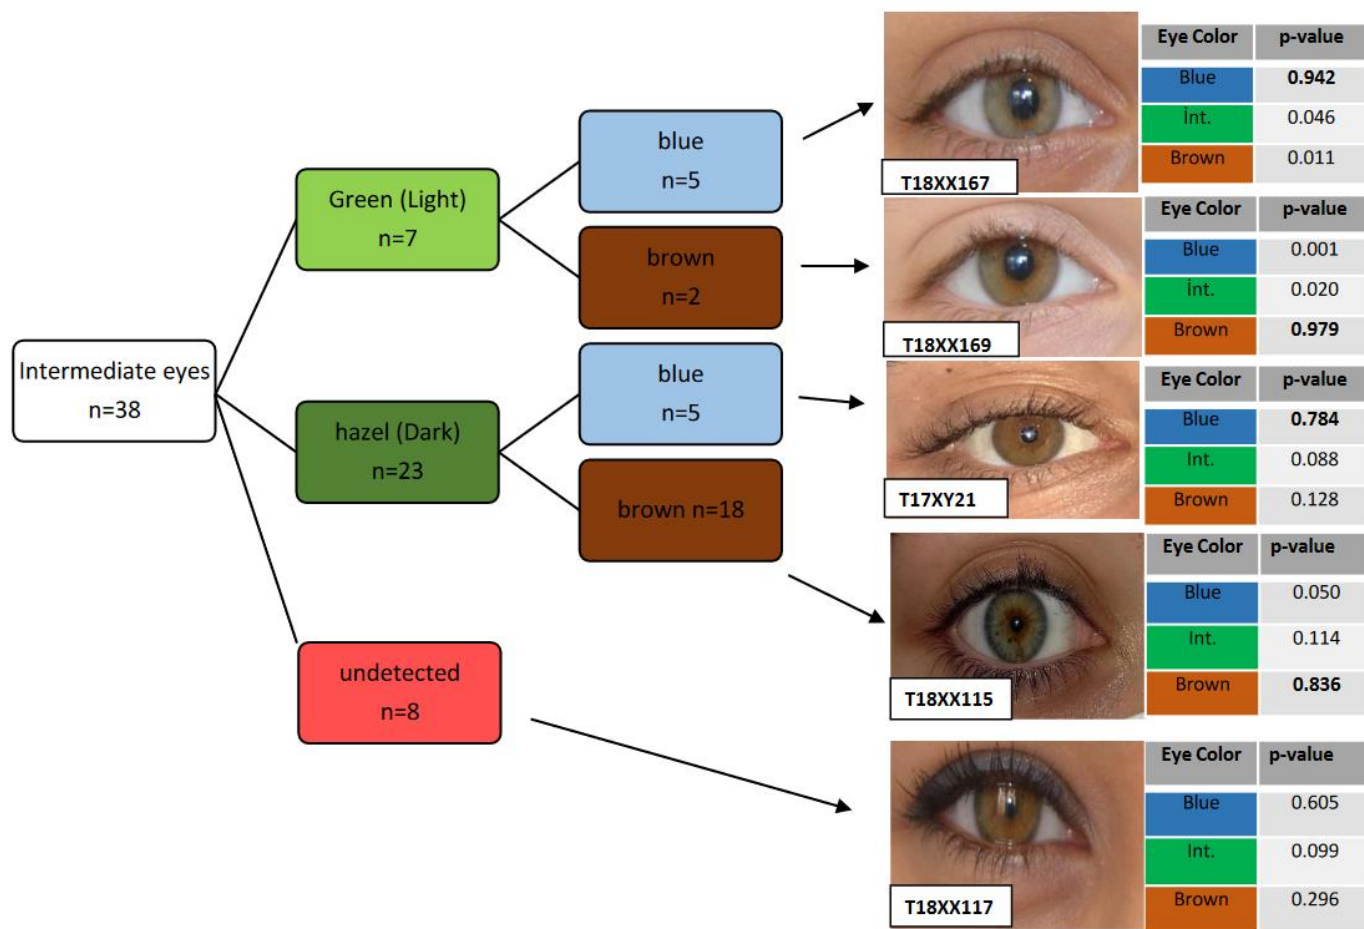 Intermediate eyes
n=38
Green (Light)
n=7
hazel (Dark)
n=23
undetected
n=8
blue
n=5
brown
n=2
blue
n=5
brown n=18
T18XX167
Eye Color p-value
Blue 0.942
İnt. 0.046
Brown 0.011
T18XX169
Eye Color p-value
Blue 0.001
İnt. 0.020
Brown 0.979
T17XY21
Eye Color p-value
Blue 0.784
Int. 0.088
Brown 0.128
T18XX115
Eye Color p-value
Blue 0.050
Int. 0.114
Brown 0.836
T18XX117
Eye Color p-value
Blue 0.605
Int. 0.099
Brown 0.296